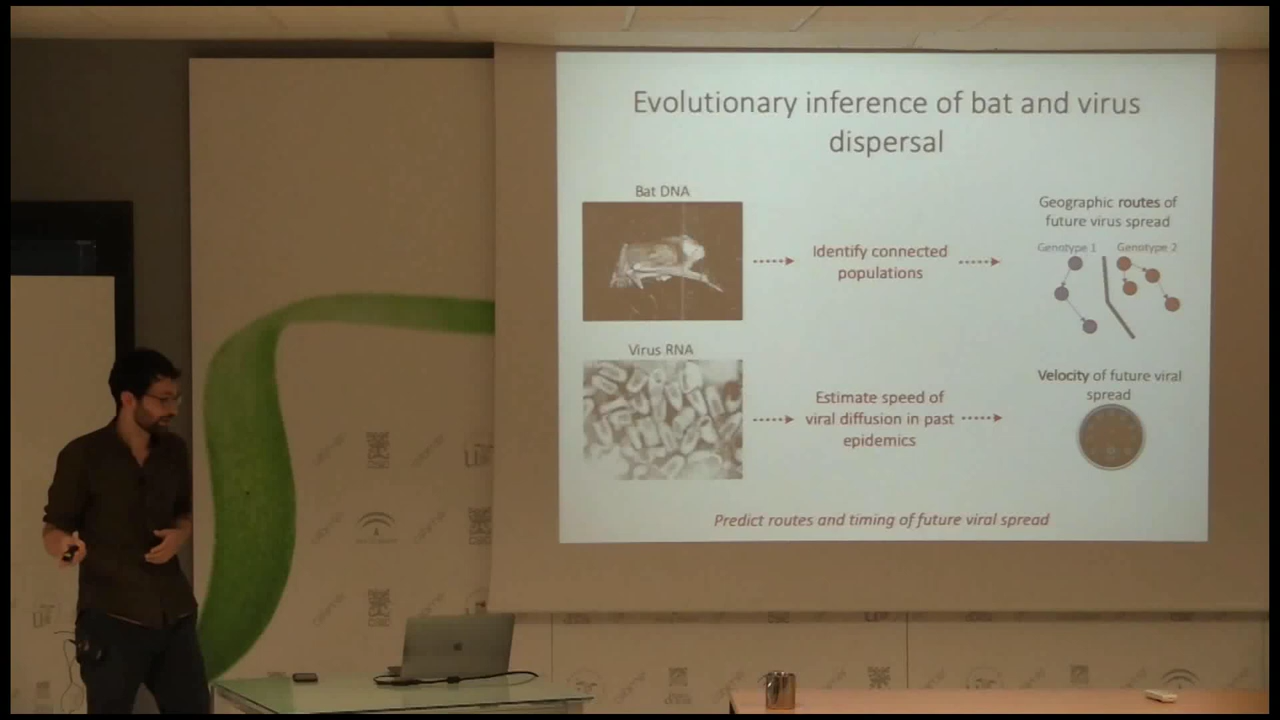 Evolutionary inference of bat and virus
dispersal
Bat DNA
Identify connected
populations
Geographic routes of
future virus spread
Genotype 1
Genotype 2
Virus RNA
Estimate speed of
viral diffusion in past
epidemics
Velocity of future viral
spread
Predict routes and timing of future viral spread